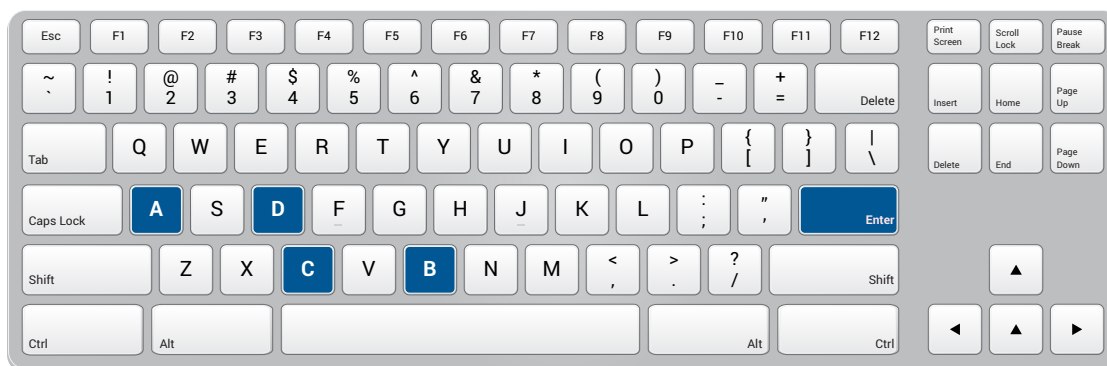 Esc F1 F2 F3 F4 F5 F6 F7 F8 F9 F10 F11 F12 Print Screen Scroll Lock Pause Break
~ ` ! 1 @ 2 # 3 $ 4 % 5 ^ 6 & 7 * 8 ( 9 ) 0 _ - + = Delete Insert Home Page Up
Tab Q W E R T Y U I O P { [ } ] | \ Delete End Page Down
Caps Lock A S D F G H J K L : ; " ' Enter
Shift Z X C V B N M < , > . ? / Shift ▲
Ctrl Alt Alt Ctrl ◀ ▲ ▶